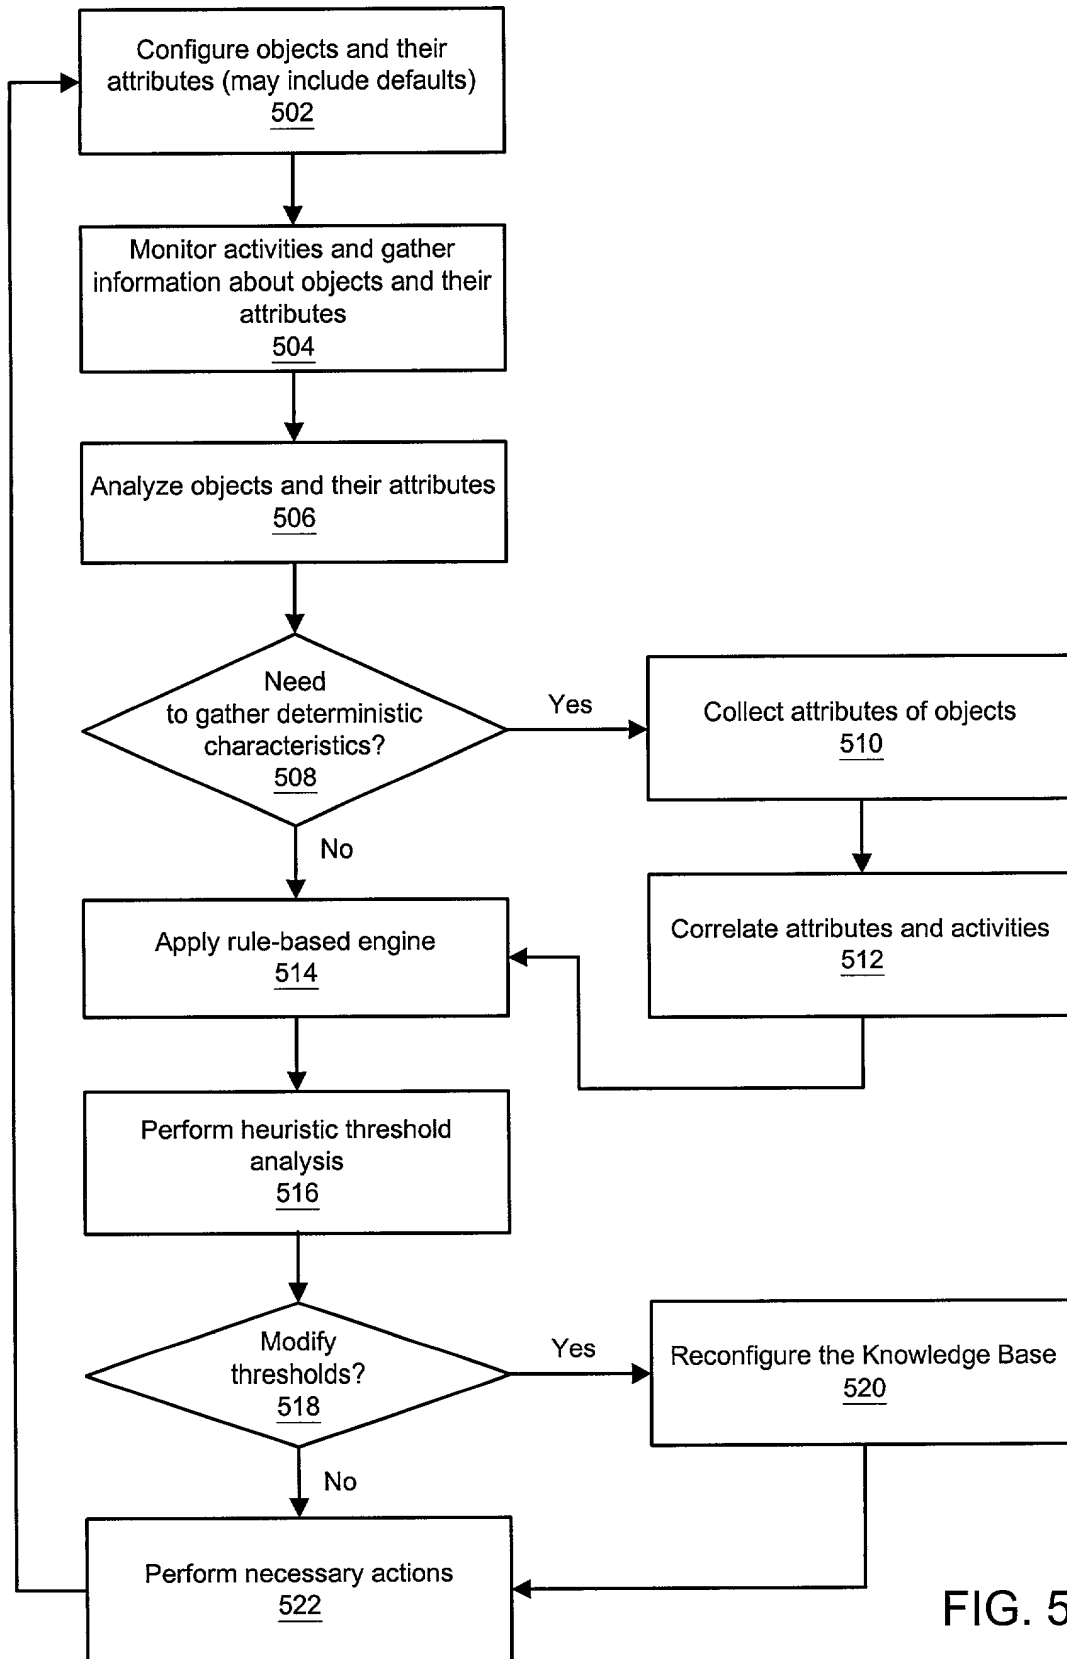 Configure objects and their
attributes (may include defaults)
502
Monitor activities and gather
information about objects and their
attributes
504
Analyze objects and their attributes
506
Need
to gather deterministic
characteristics?
508
Yes
Collect attributes of objects
510
No
Correlate attributes and activities
512
Apply rule-based engine
514
Perform heuristic threshold
analysis
516
Modify
thresholds?
518
Yes
Reconfigure the Knowledge Base
520
No
Perform necessary actions
522
FIG. 5